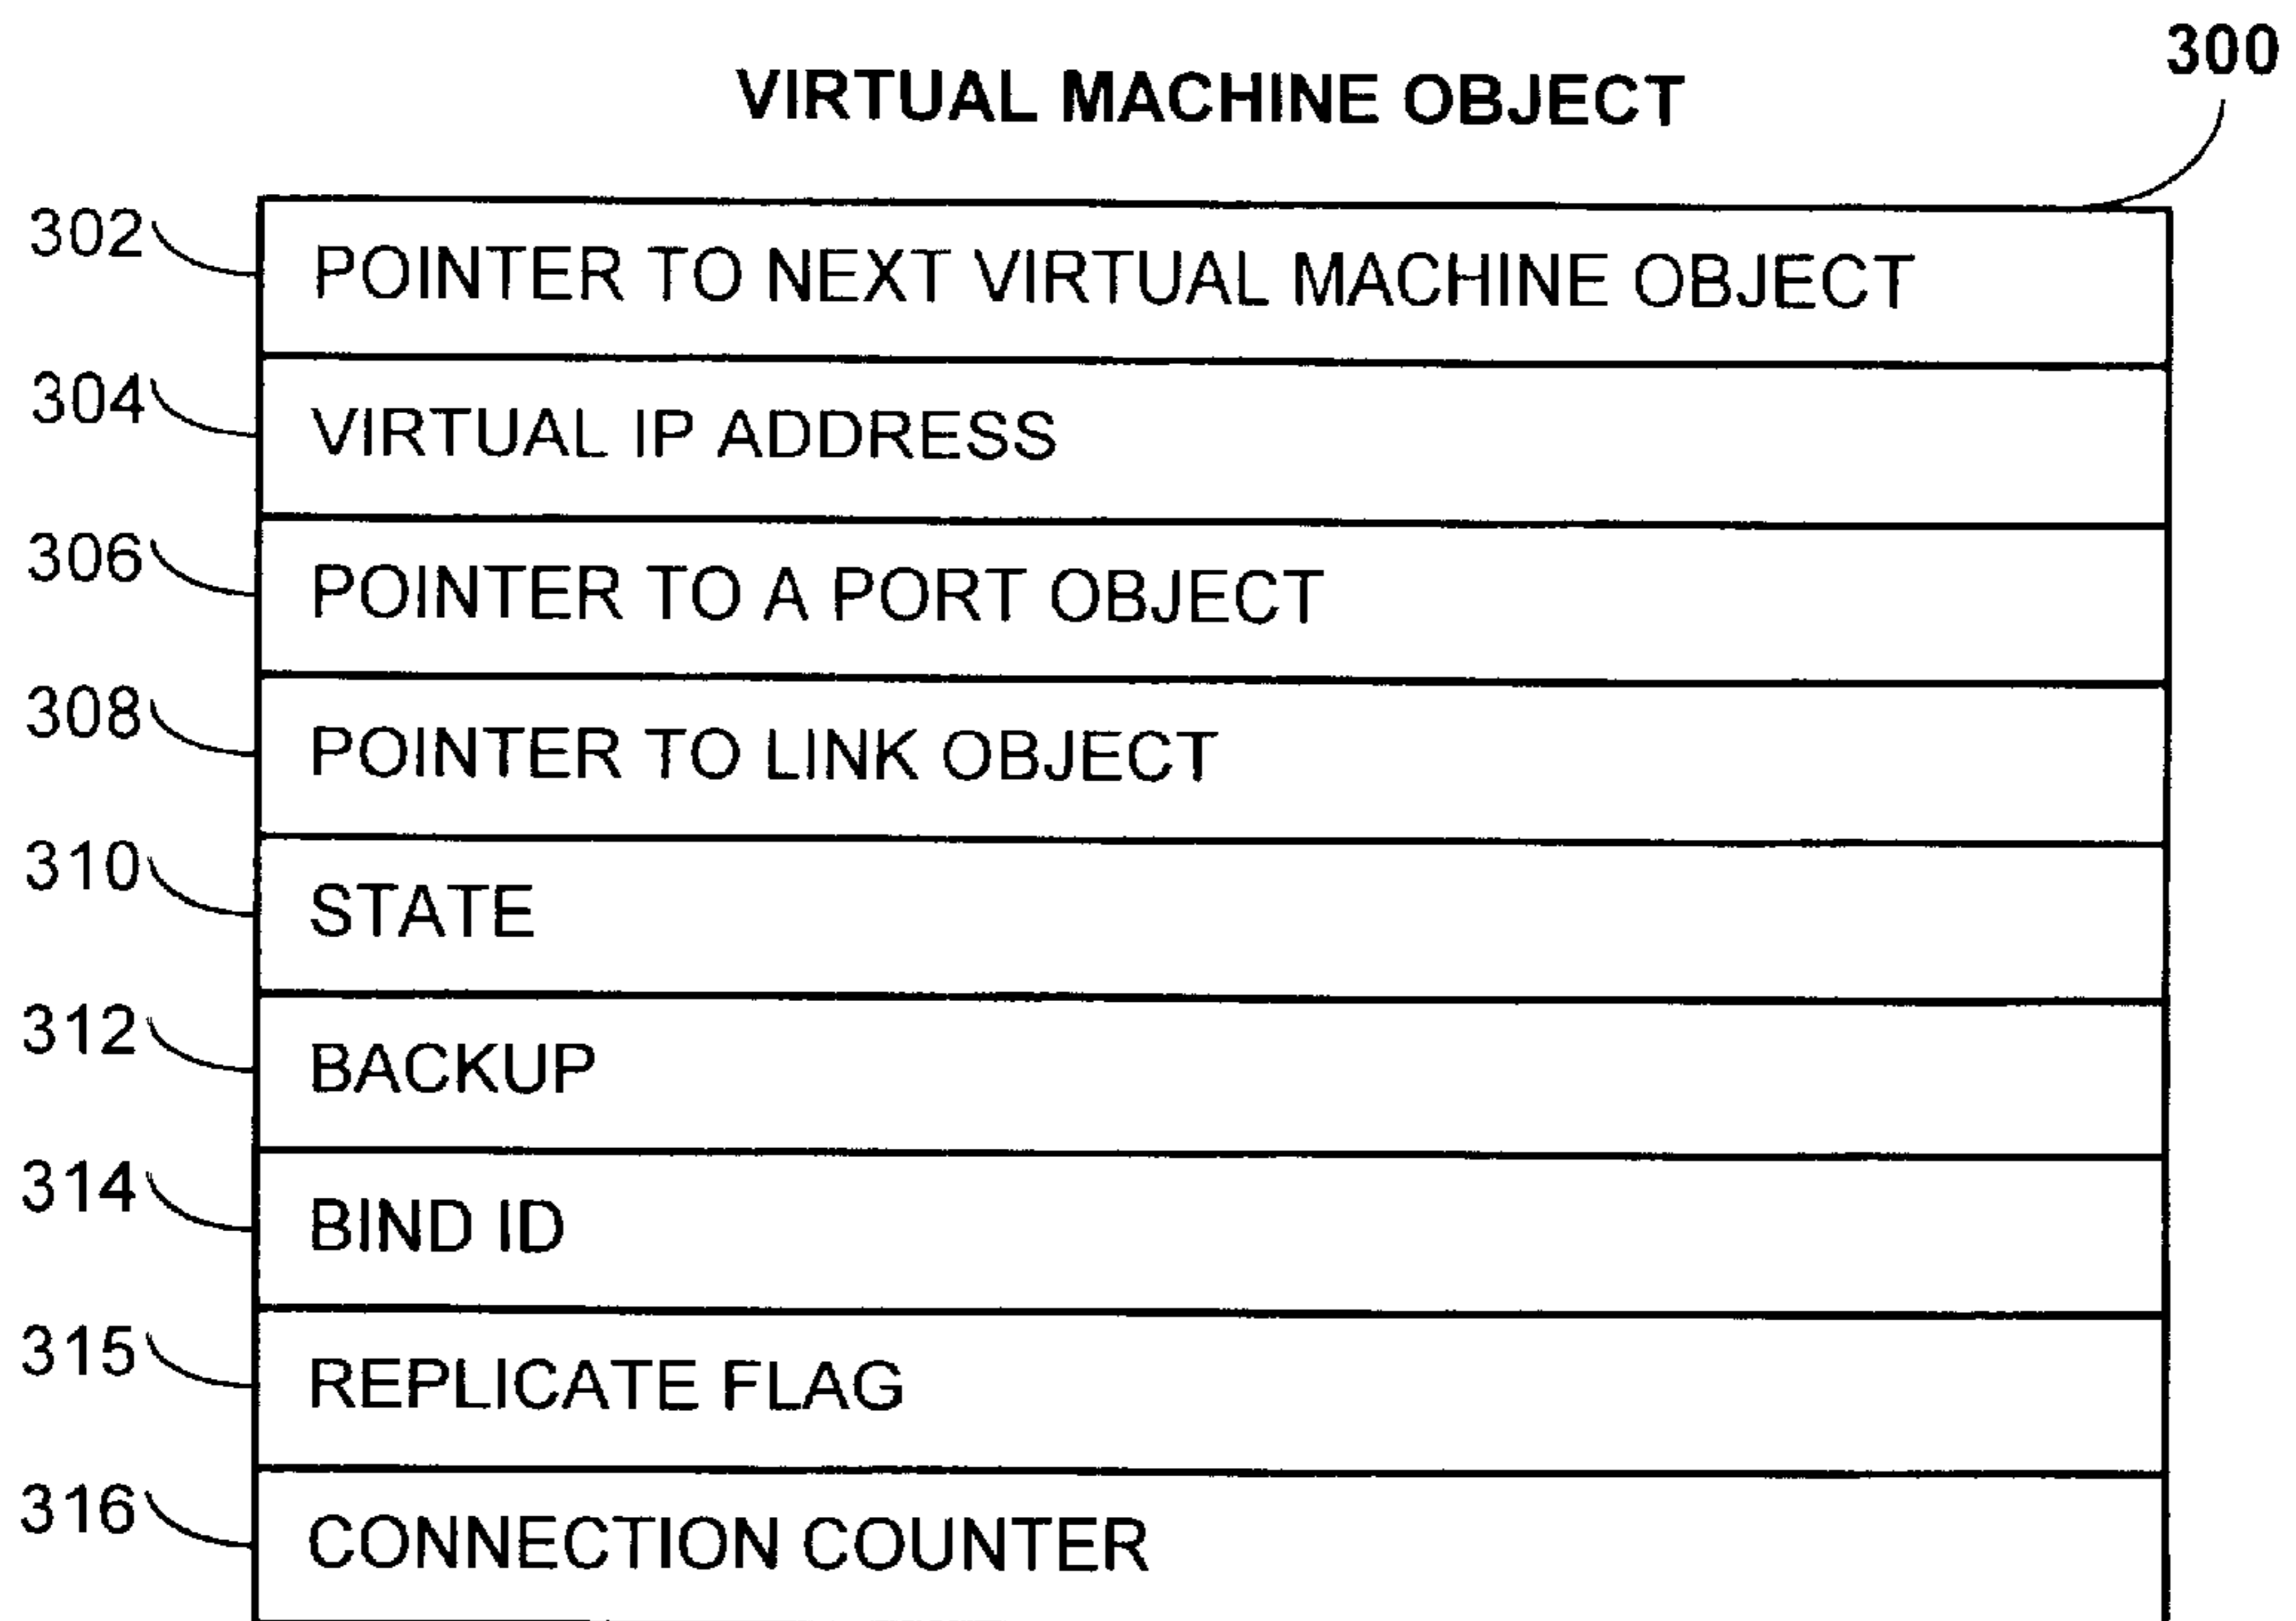 300
VIRTUAL MACHINE OBJECT
302 POINTER TO NEXT VIRTUAL MACHINE OBJECT
304 VIRTUAL IP ADDRESS
306 POINTER TO A PORT OBJECT
308 POINTER TO LINK OBJECT
310 STATE
312 BACKUP
314 BIND ID
315 REPLICATE FLAG
316 CONNECTION COUNTER